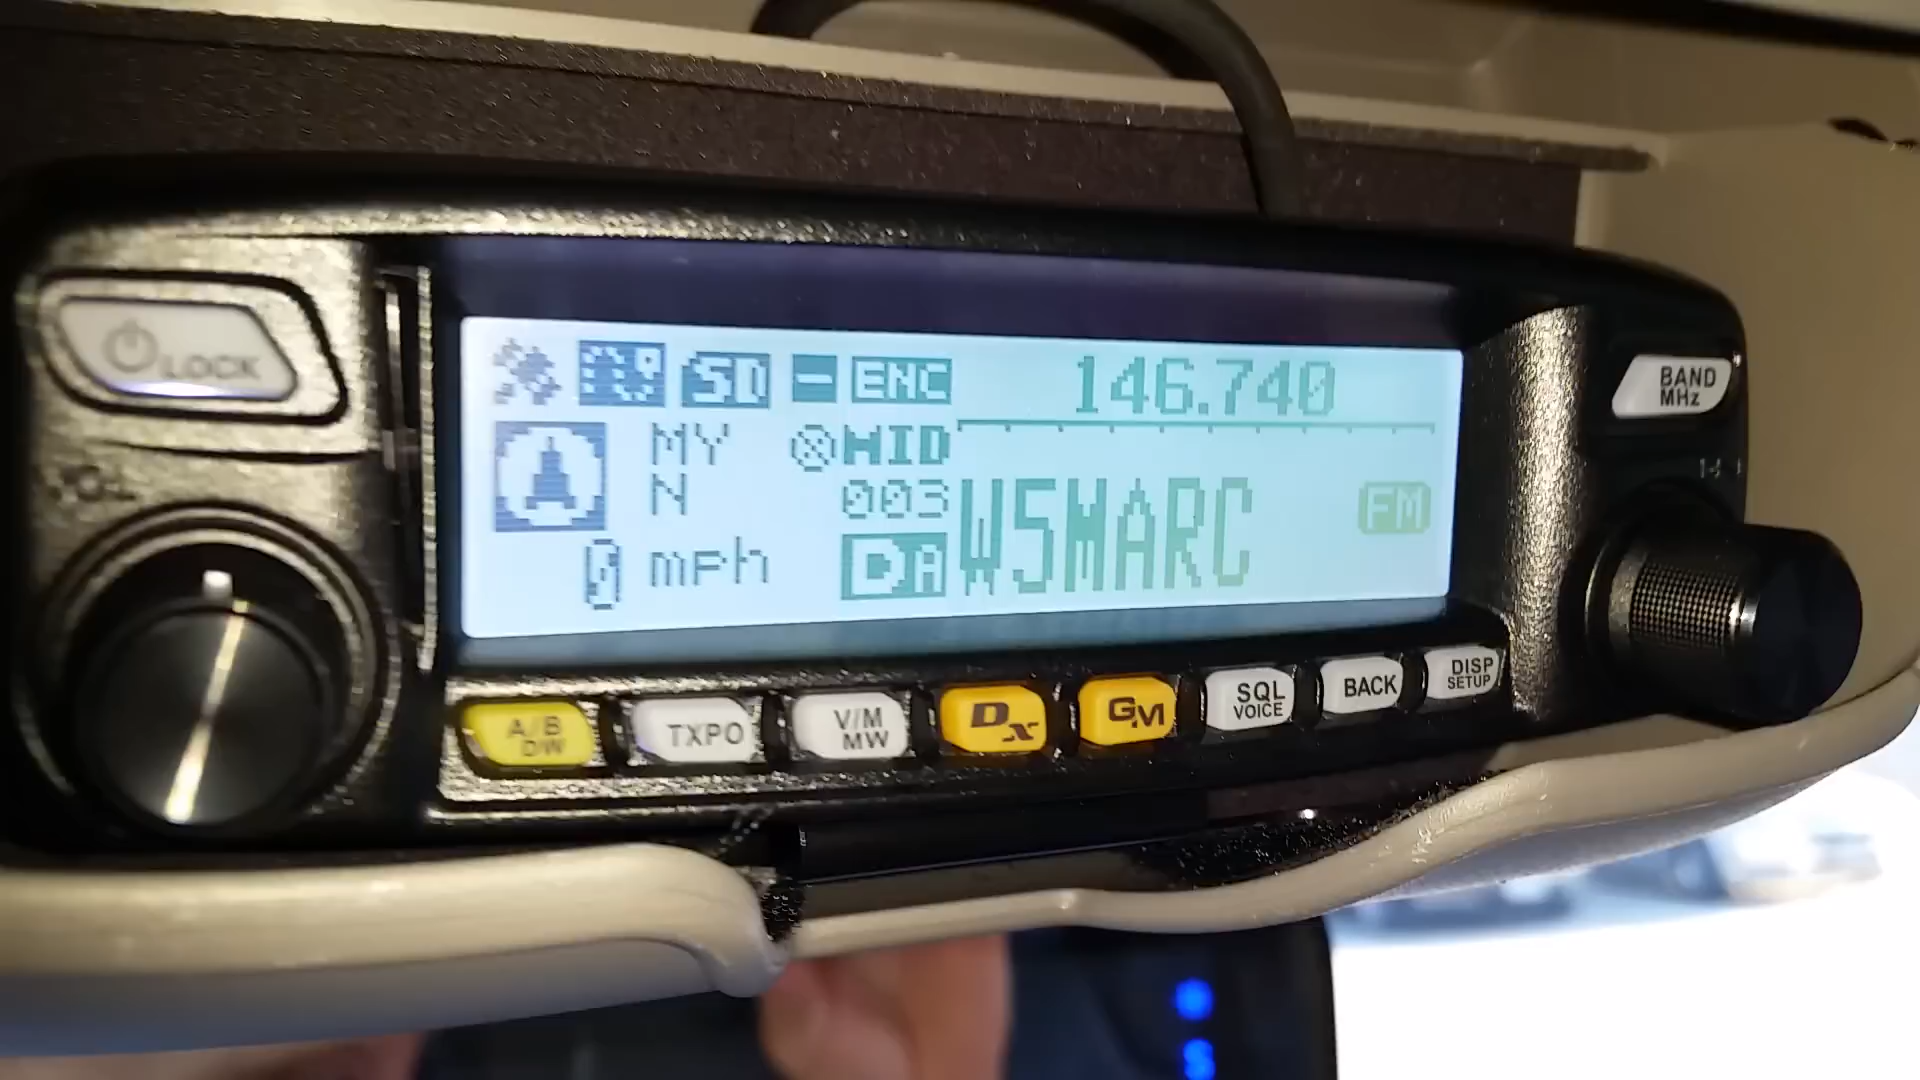 LOCK
VOL
SD - ENC 146.740
A MY MID
N 003 W5MARC FM
0 mph DA
BAND
MHz
A/B
D/W
TXPO
V/M
MW
DX
GM
SQL
VOICE
BACK
DISP
SETUP
S